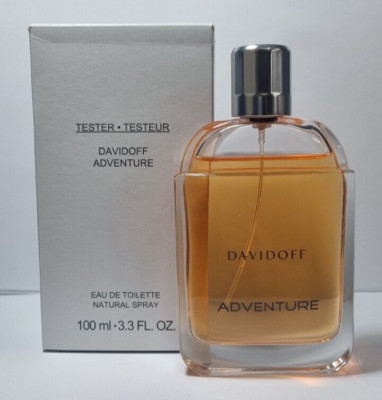 TESTER • TESTEUR
DAVIDOFF
ADVENTURE
EAU DE TOILETTE
NATURAL SPRAY
100 ml • 3.3 FL. OZ.
DAVIDOFF
ADVENTURE